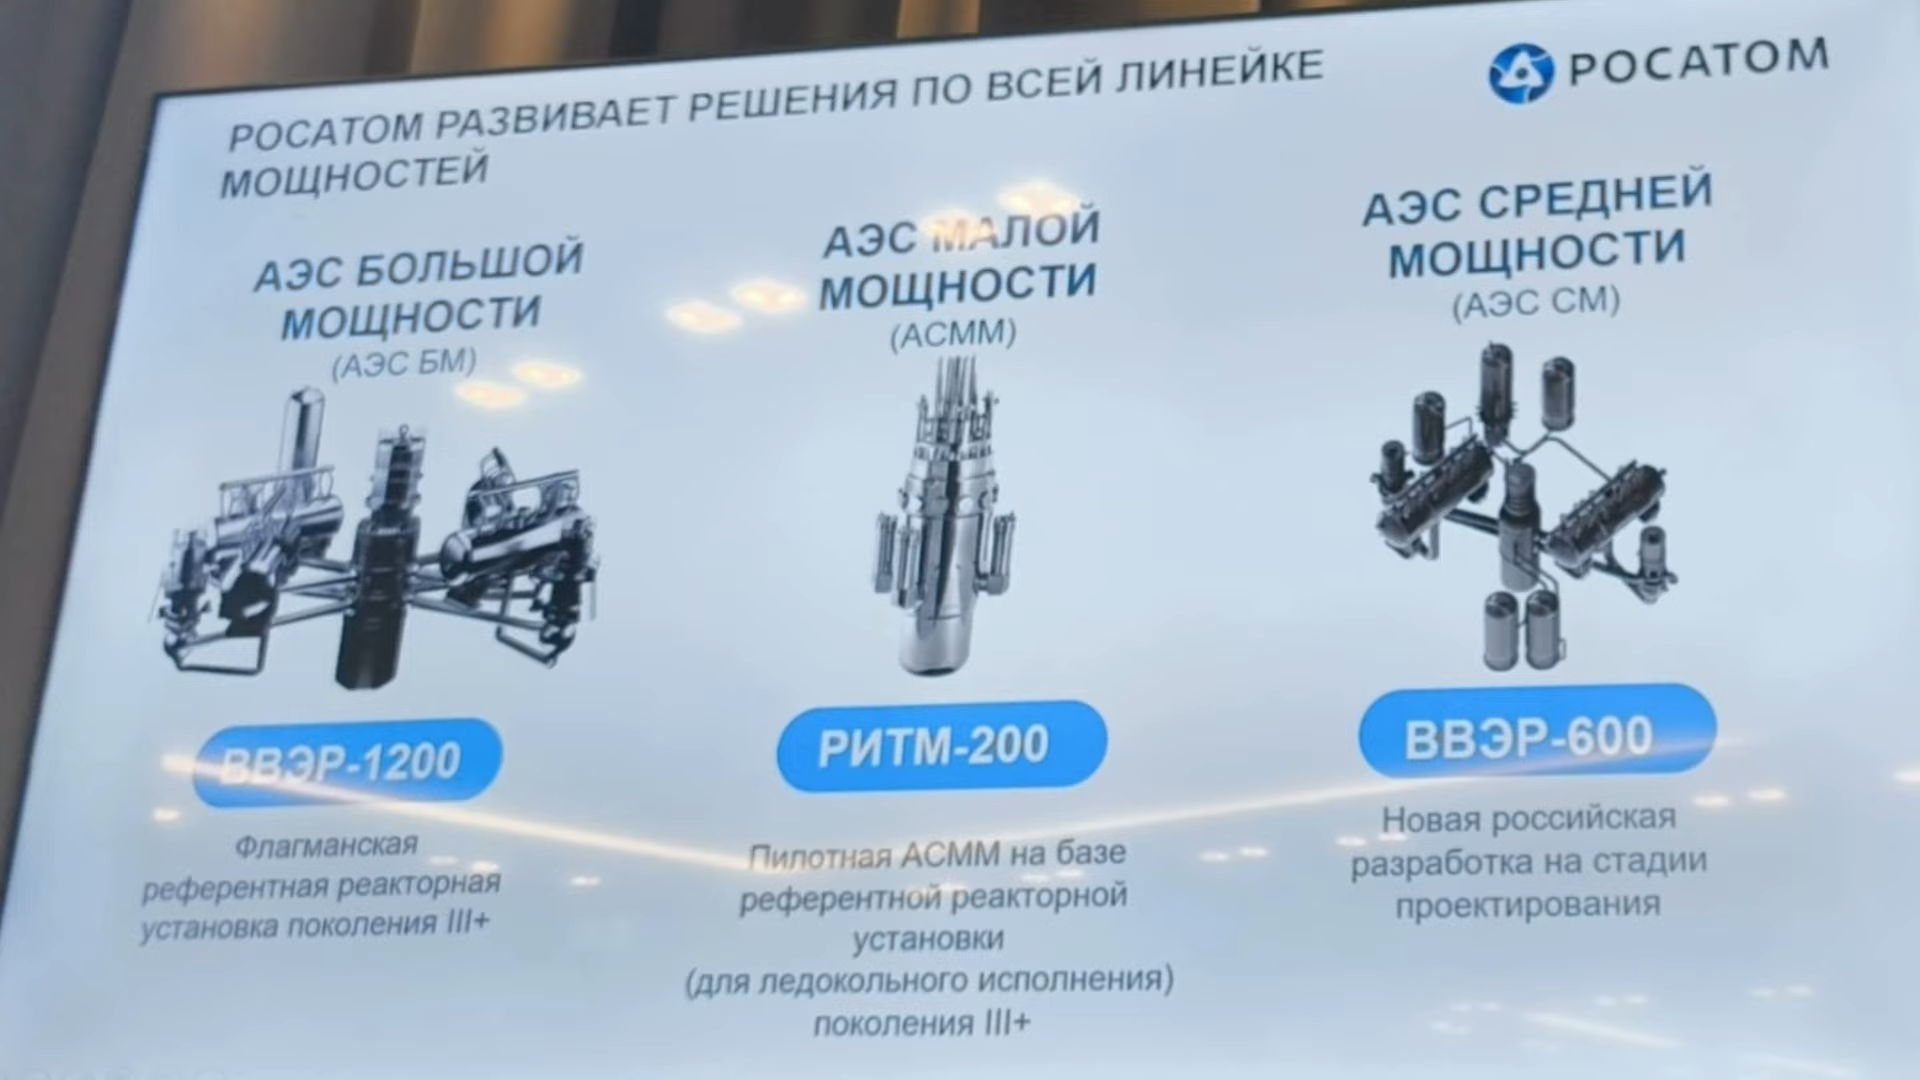 РОСАТОМ РАЗВИВАЕТ РЕШЕНИЯ ПО ВСЕЙ ЛИНЕЙКЕ
МОЩНОСТЕЙ
РОСАТОМ
АЭС БОЛЬШОЙ
МОЩНОСТИ
(АЭС БМ)
ВВЭР-1200
Флагманская
референтная реакторная
установка поколения III+
АЭС МАЛОЙ
МОЩНОСТИ
(АСММ)
РИТМ-200
Пилотная АСММ на базе
референтной реакторной
установки
(для ледокольного исполнения)
поколения III+
АЭС СРЕДНЕЙ
МОЩНОСТИ
(АЭС СМ)
ВВЭР-600
Новая российская
разработка на стадии
проектирования